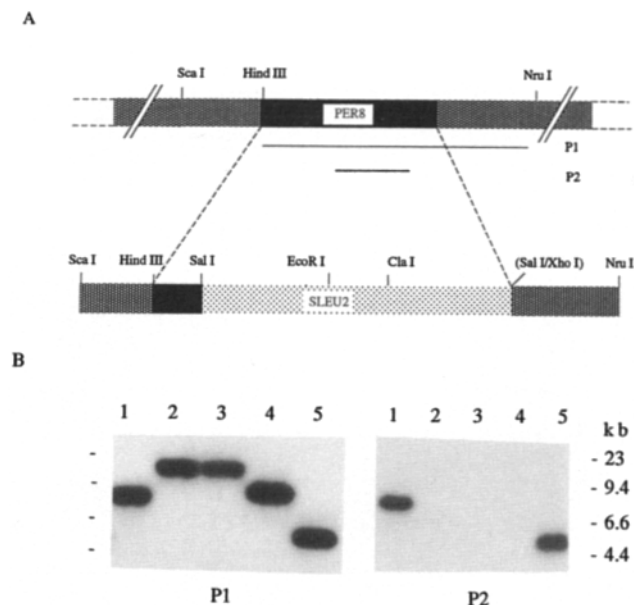 A
Sca I Hind III Nru I
PER8
P1
P2
Sca I Hind III Sal I EcoR I Cla I (Sal I/Xho I) Nru I
SLEU2
B
1 2 3 4 5 1 2 3 4 5 kb
- - 23
- - 9.4
- - 6.6
- - 4.4
P1 P2